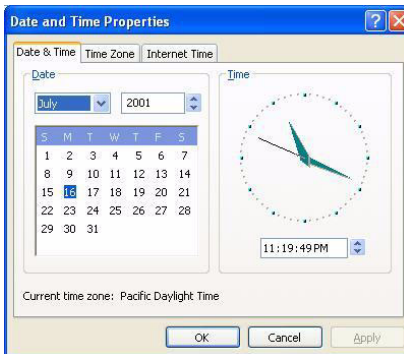 Date and Time Properties
Date & Time Time Zone Internet Time
Date
Time
July 2001
S M T W T F S
1 2 3 4 5 6 7
8 9 10 11 12 13 14
15 16 17 18 19 20 21
22 23 24 25 26 27 28
29 30 31
11:19:49 PM
Current time zone: Pacific Daylight Time
OK Cancel Apply